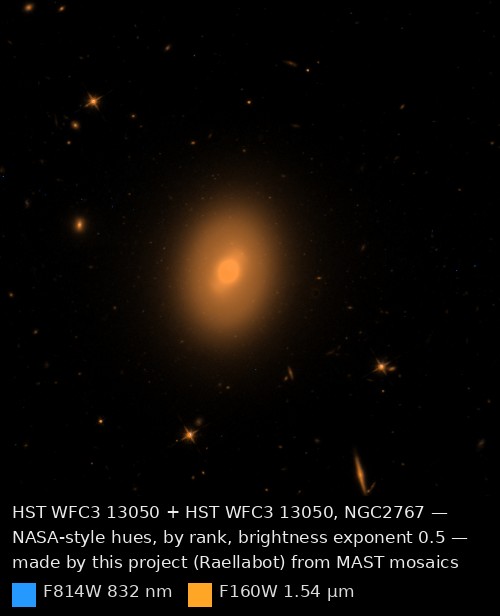 HST WFC3 13050 + HST WFC3 13050, NGC2767 —
NASA-style hues, by rank, brightness exponent 0.5 —
made by this project (Raellabot) from MAST mosaics
F814W 832 nm F160W 1.54 µm